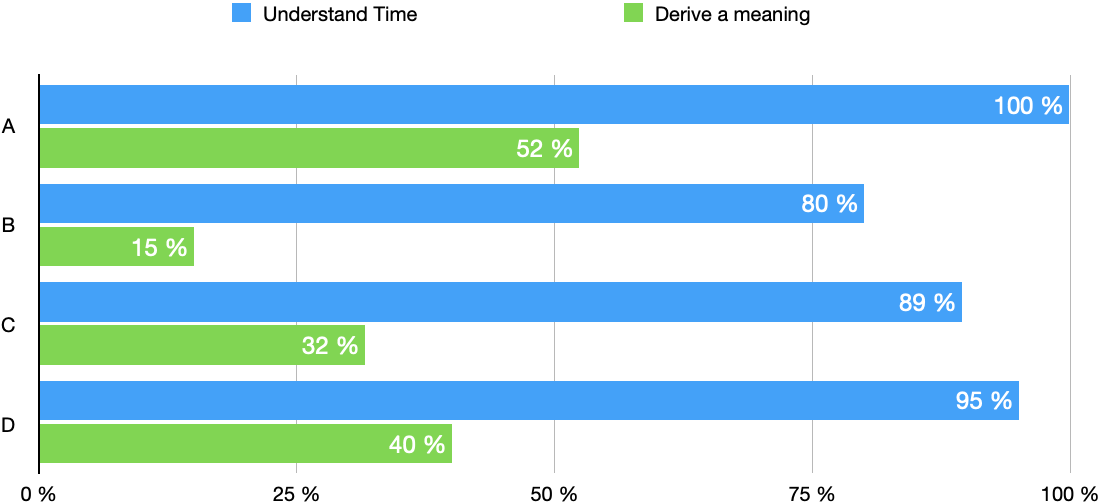 Understand Time
Derive a meaning
A
100 %
52 %
B
80 %
15 %
C
89 %
32 %
D
95 %
40 %
0 %
25 %
50 %
75 %
100 %